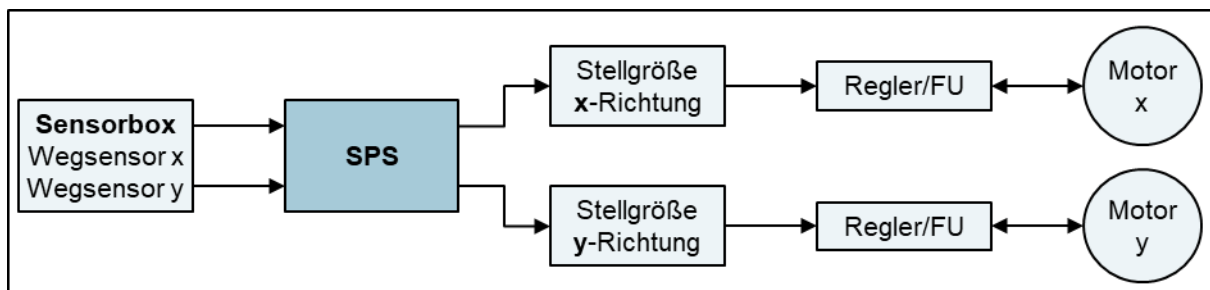 Sensorbox
Wegsensor x
Wegsensor y
SPS
Stellgröße
x-Richtung
Regler/FU
Motor
x
Stellgröße
y-Richtung
Regler/FU
Motor
y